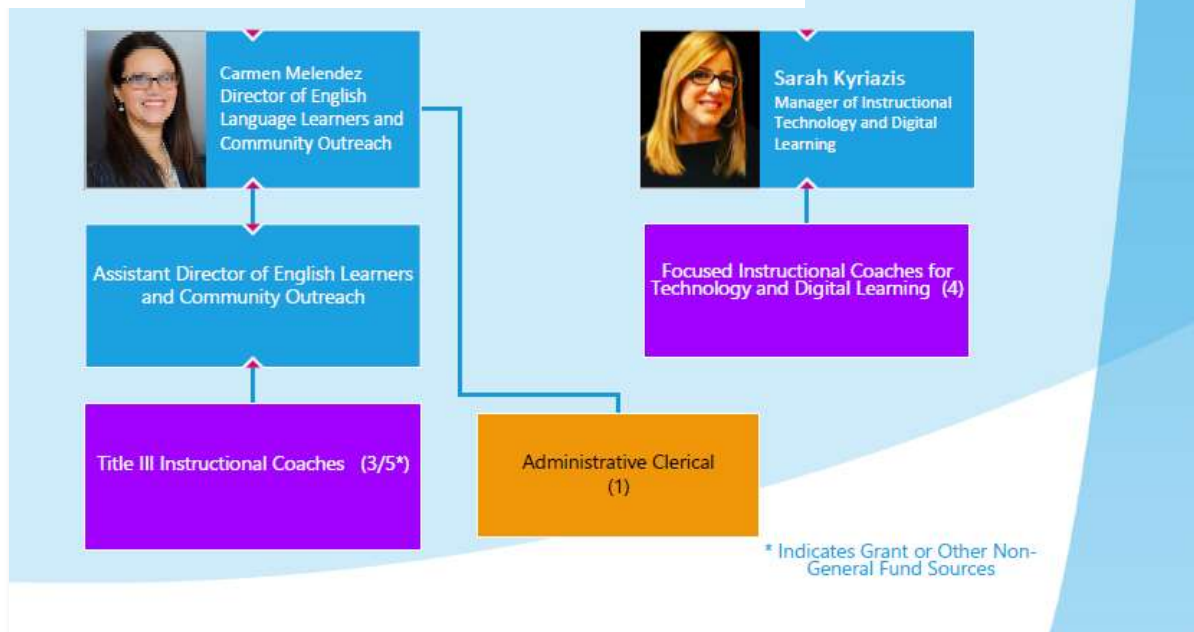 Carmen Melendez
Director of English
Language Learners and
Community Outreach
Sarah Kyriazis
Manager of Instructional
Technology and Digital
Learning
Assistant Director of English Learners
and Community Outreach
Focused Instructional Coaches for
Technology and Digital Learning (4)
Title III Instructional Coaches (3/5*)
Administrative Clerical
(1)
* Indicates Grant or Other Non-
General Fund Sources